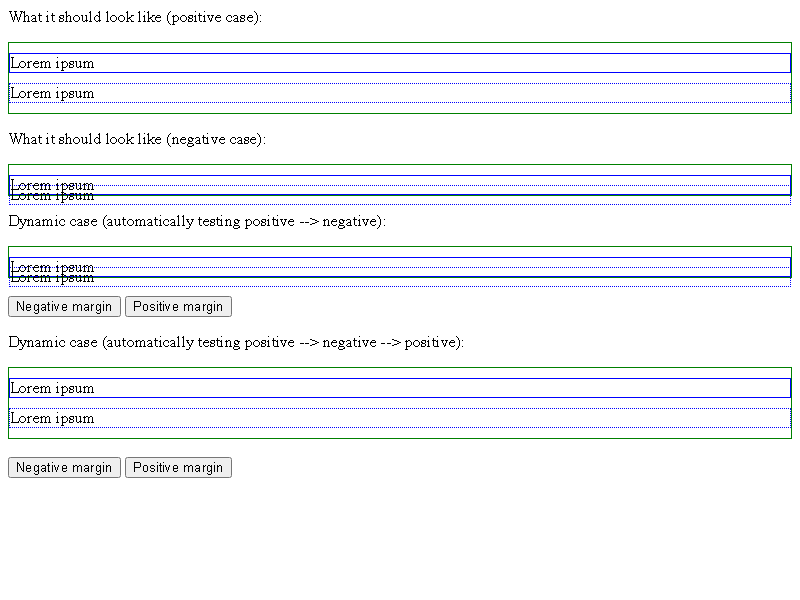 What it should look like (positive case):
Lorem ipsum
Lorem ipsum
What it should look like (negative case):
Lorem ipsum
Lorem ipsum
Dynamic case (automatically testing positive --> negative):
Lorem ipsum
Lorem ipsum
Negative margin Positive margin
Dynamic case (automatically testing positive --> negative --> positive):
Lorem ipsum
Lorem ipsum
Negative margin Positive margin